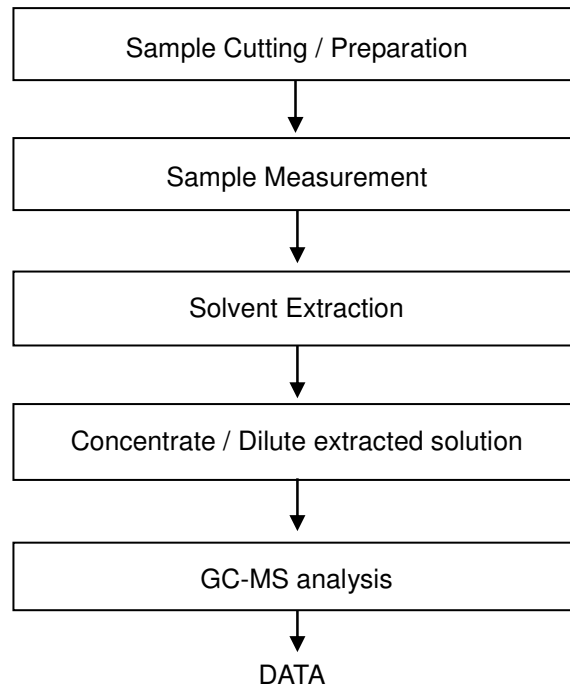 Sample Cutting / Preparation
Sample Measurement
Solvent Extraction
Concentrate / Dilute extracted solution
GC-MS analysis
DATA